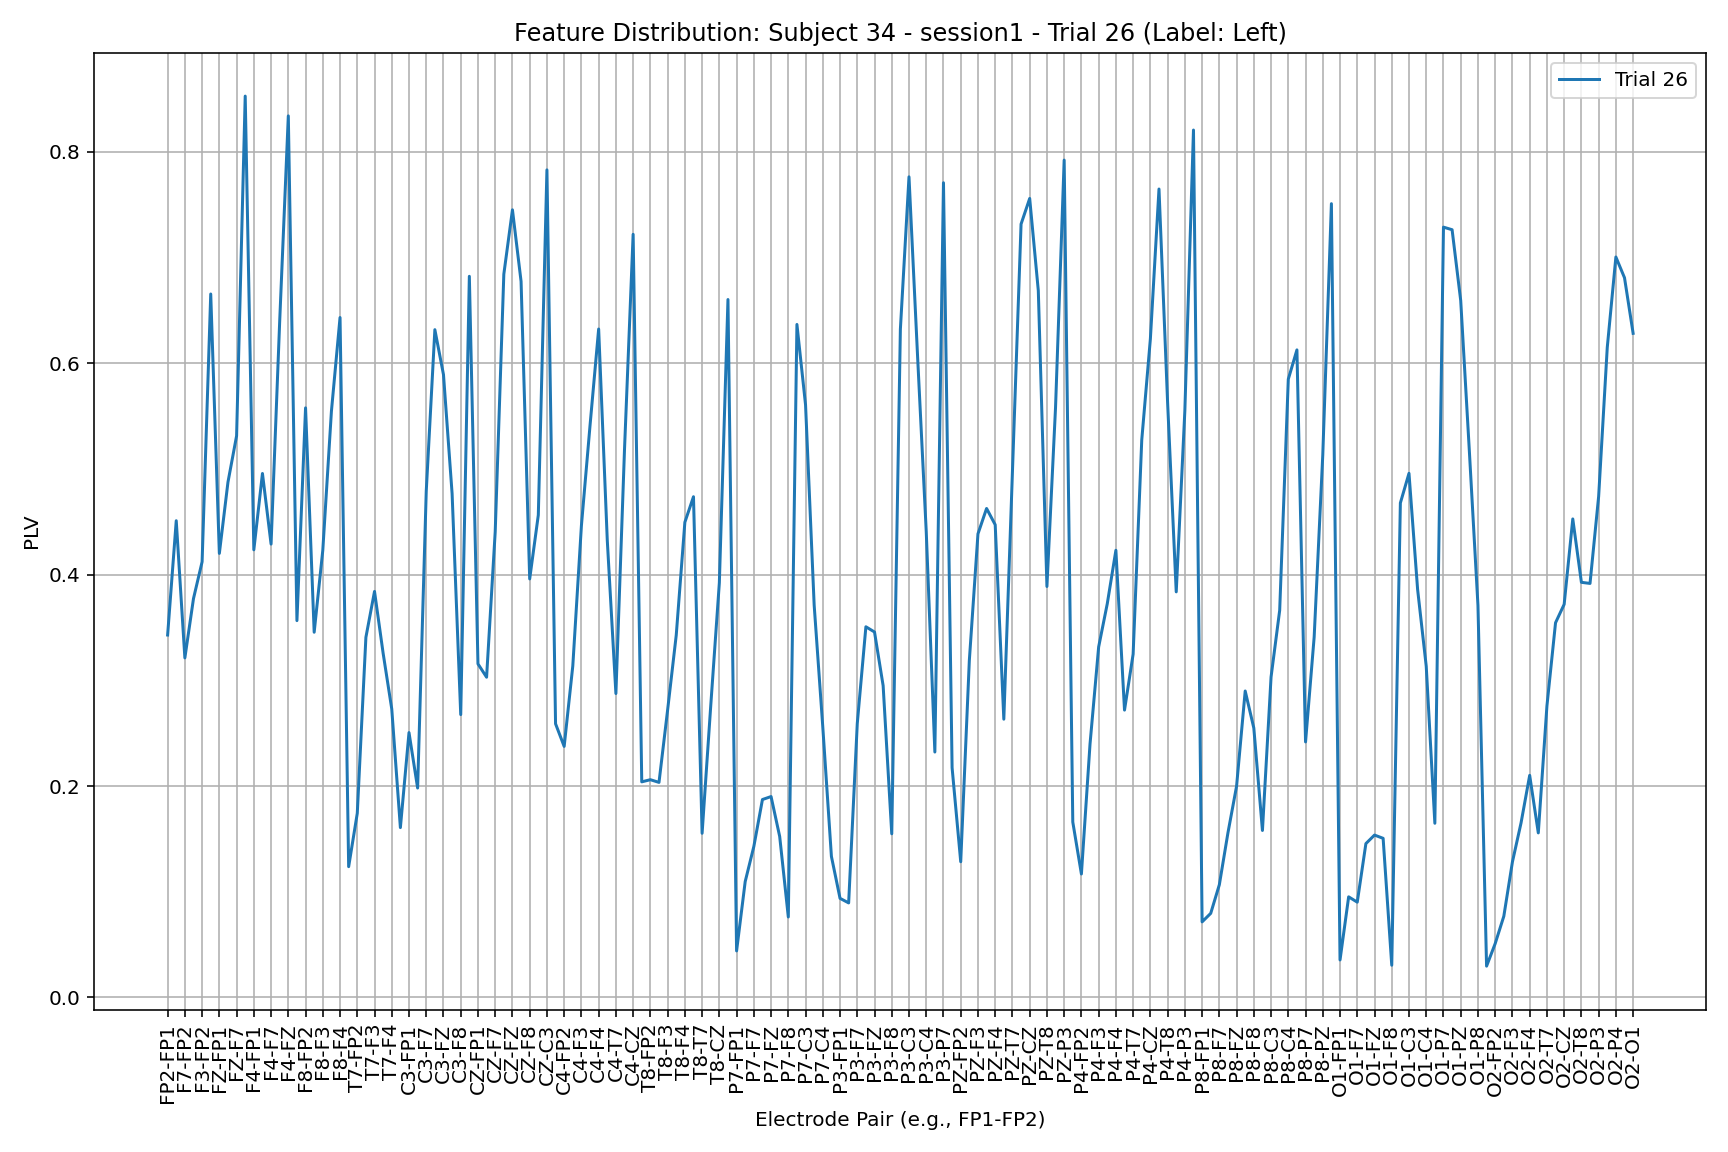 Feature Distribution: Subject 34 - session1 - Trial 26 (Label: Left)
Trial 26
PLV
0.8
0.6
0.4
0.2
0.0
FP2-FP1
F7-FP2
F3-FP2
FZ-FP1
FZ-F7
F4-FP1
F4-F7
F4-FZ
F8-FP2
F8-F3
F8-F4
T7-FP2
T7-F3
T7-F4
C3-FP1
C3-F7
C3-FZ
C3-F8
CZ-FP1
CZ-F7
CZ-FZ
CZ-F8
CZ-C3
C4-FP2
C4-F3
C4-F4
C4-T7
C4-CZ
T8-FP2
T8-F3
T8-F4
T8-T7
T8-CZ
P7-FP1
P7-F7
P7-FZ
P7-F8
P7-C3
P7-C4
P3-FP1
P3-F7
P3-FZ
P3-F8
P3-C3
P3-C4
P3-P7
PZ-FP2
PZ-F3
PZ-F4
PZ-T7
PZ-CZ
PZ-T8
PZ-P3
P4-FP2
P4-F3
P4-F4
P4-T7
P4-CZ
P4-T8
P4-P3
P8-FP1
P8-F7
P8-FZ
P8-F8
P8-C3
P8-C4
P8-P7
P8-PZ
O1-FP1
O1-F7
O1-FZ
O1-F8
O1-C3
O1-C4
O1-P7
O1-PZ
O1-P8
O2-FP2
O2-F3
O2-F4
O2-T7
O2-CZ
O2-T8
O2-P3
O2-P4
O2-O1
Electrode Pair (e.g., FP1-FP2)